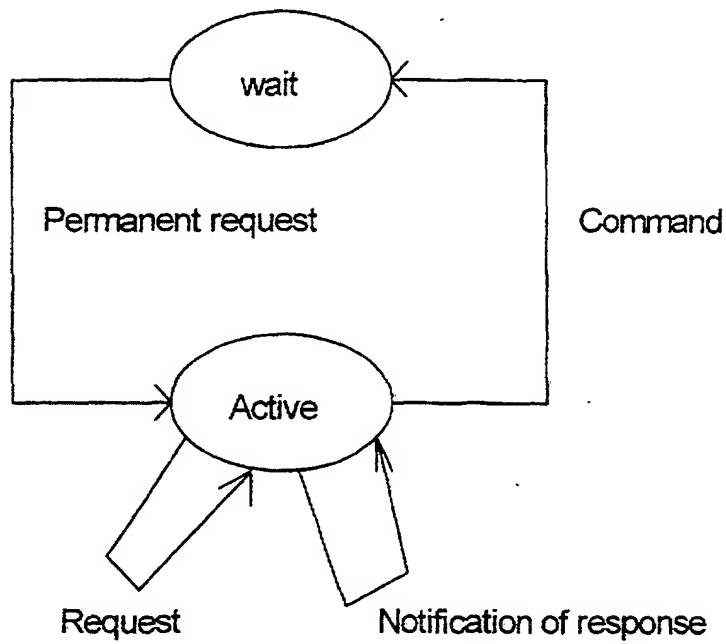 wait
Permanent request
Command
Active
Request
Notification of response